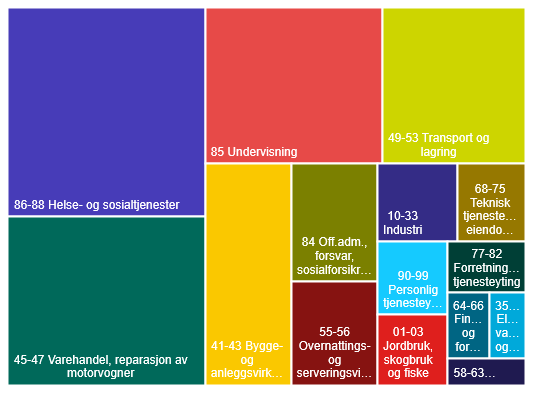 86-88 Helse- og sosialtjenester
45-47 Varehandel, reparasjon av
motorvogner
85 Undervisning
49-53 Transport og
lagring
41-43 Bygge-
og
anleggsvirk...
84 Off.adm.,
forsvar,
sosialforsikr...
55-56
Overnattings-
og
serveringsvi...
10-33
Industri
68-75
Teknisk
tjeneste...
eiendo...
90-99
Personlig
tjenestey...
01-03
Jordbruk,
skogbruk
og fiske
77-82
Forretning...
tjenesteyting
64-66
Fin...
og
for...
35...
El...
va...
og...
58-63...